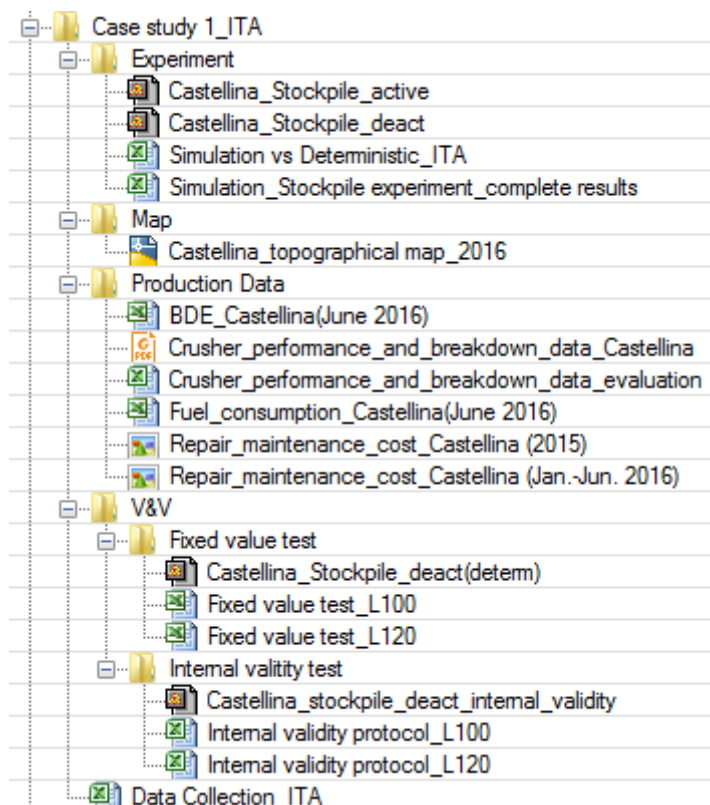 Case study 1_ITA
Experiment
Castellina_Stockpile_active
Castellina_Stockpile_deact
Simulation vs Deterministic_ITA
Simulation_Stockpile experiment_complete results
Map
Castellina_topographical map_2016
Production Data
BDE_Castellina(June 2016)
Crusher_performance_and_breakdown_data_Castellina
Crusher_performance_and_breakdown_data_evaluation
Fuel_consumption_Castellina(June 2016)
Repair_maintenance_cost_Castellina (2015)
Repair_maintenance_cost_Castellina (Jan.-Jun. 2016)
V&V
Fixed value test
Castellina_Stockpile_deact(determ)
Fixed value test_L100
Fixed value test_L120
Internal valitity test
Castellina_stockpile_deact_internal_validity
Internal validity protocol_L100
Internal validity protocol_L120
Data Collection_ITA